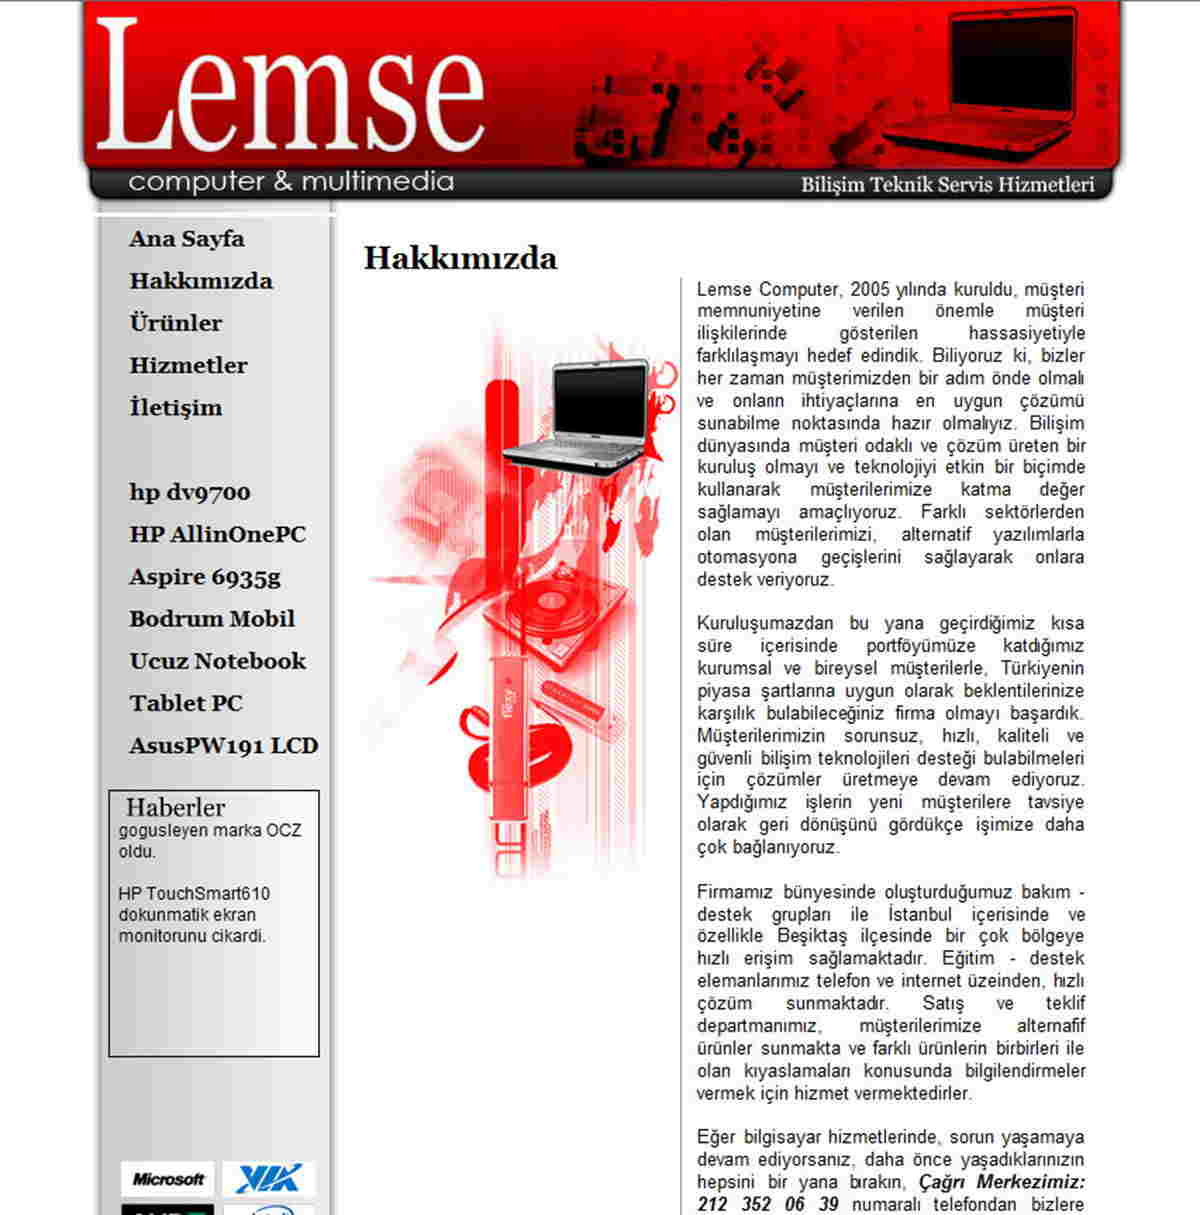 Lemse
computer & multimedia
Bilişim Teknik Servis Hizmetleri
Ana Sayfa
Hakkımızda
Ürünler
Hizmetler
İletişim
hp dv9700
HP AllinOnePC
Aspire 6935g
Bodrum Mobil
Ucuz Notebook
Tablet PC
AsusPW191 LCD
Haberler
gogusleyen marka OCZ
oldu.
HP TouchSmart610
dokunmatik ekran
monitorunu cikardi.
Microsoft
VIA
Hakkımızda
Lemse Computer, 2005 yılında kuruldu, müşteri
memnuniyetine verilen önemle müşteri
ilişkilerinde gösterilen hassasiyetiyle
farklılaşmayı hedef edindik. Biliyoruz ki, bizler
her zaman müşterimizden bir adım önde olmalı
ve onların ihtiyaçlarına en uygun çözümü
sunabilme noktasında hazır olmalıyız. Bilişim
dünyasında müşteri odaklı ve çözüm üreten bir
kuruluş olmayı ve teknolojiyi etkin bir biçimde
kullanarak müşterilerimize katma değer
sağlamayı amaçlıyoruz. Farklı sektörlerden
olan müşterilerimizi, alternatif yazılımlarla
otomasyona geçişlerini sağlayarak onlara
destek veriyoruz.
Kuruluşumazdan bu yana geçirdiğimiz kısa
süre içerisinde portföyümüze katdığımız
kurumsal ve bireysel müşterilerle, Türkiyenin
piyasa şartlarına uygun olarak beklentilerinize
karşılık bulabileceğiniz firma olmayı başardık.
Müşterilerimizin sorunsuz, hızlı, kaliteli ve
güvenli bilişim teknolojileri desteği bulabilmeleri
için çözümler üretmeye devam ediyoruz.
Yapdığımız işlerin yeni müşterilere tavsiye
olarak geri dönüşünü gördükçe işimize daha
çok bağlanıyoruz.
Firmamız bünyesinde oluşturduğumuz bakım -
destek grupları ile İstanbul içerisinde ve
özellikle Beşiktaş ilçesinde bir çok bölgeye
hızlı erişim sağlamaktadır. Eğitim - destek
elemanlarımız telefon ve internet üzeinden, hızlı
çözüm sunmaktadır. Satış ve teklif
departmanımız, müşterilerimize alternafif
ürünler sunmakta ve farklı ürünlerin birbirleri ile
olan kıyaslamaları konusunda bilgilendirmeler
vermek için hizmet vermektedirler.
Eğer bilgisayar hizmetlerinde, sorun yaşamaya
devam ediyorsanız, daha önce yaşadıklarınızın
hepsini bir yana bırakın, Çağrı Merkezimiz:
212 352 06 39 numaralı telefondan bizlere